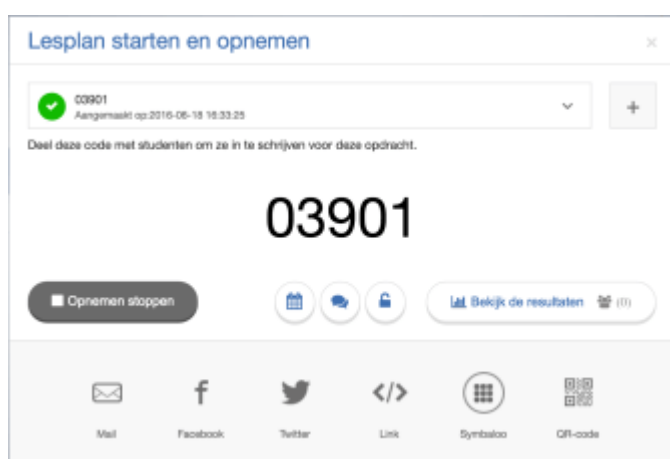 Lesplan starten en opnemen
03901
Aangemaakt op:2016-06-18 16:33:25
Deel deze code met studenten om ze in te schrijven voor deze opdracht.
03901
Opnemen stoppen
Bekijk de resultaten (0)
Mail Facebook Twitter Link Symbaloo QR-code